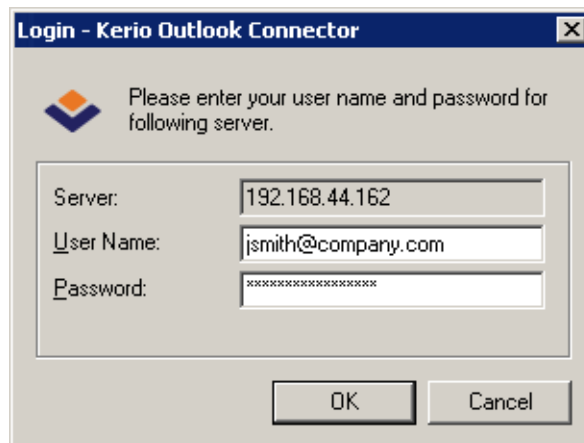 Login - Kerio Outlook Connector
Please enter your user name and password for
following server.
Server: 192.168.44.162
User Name: jsmith@company.com
Password: *****************
OK Cancel